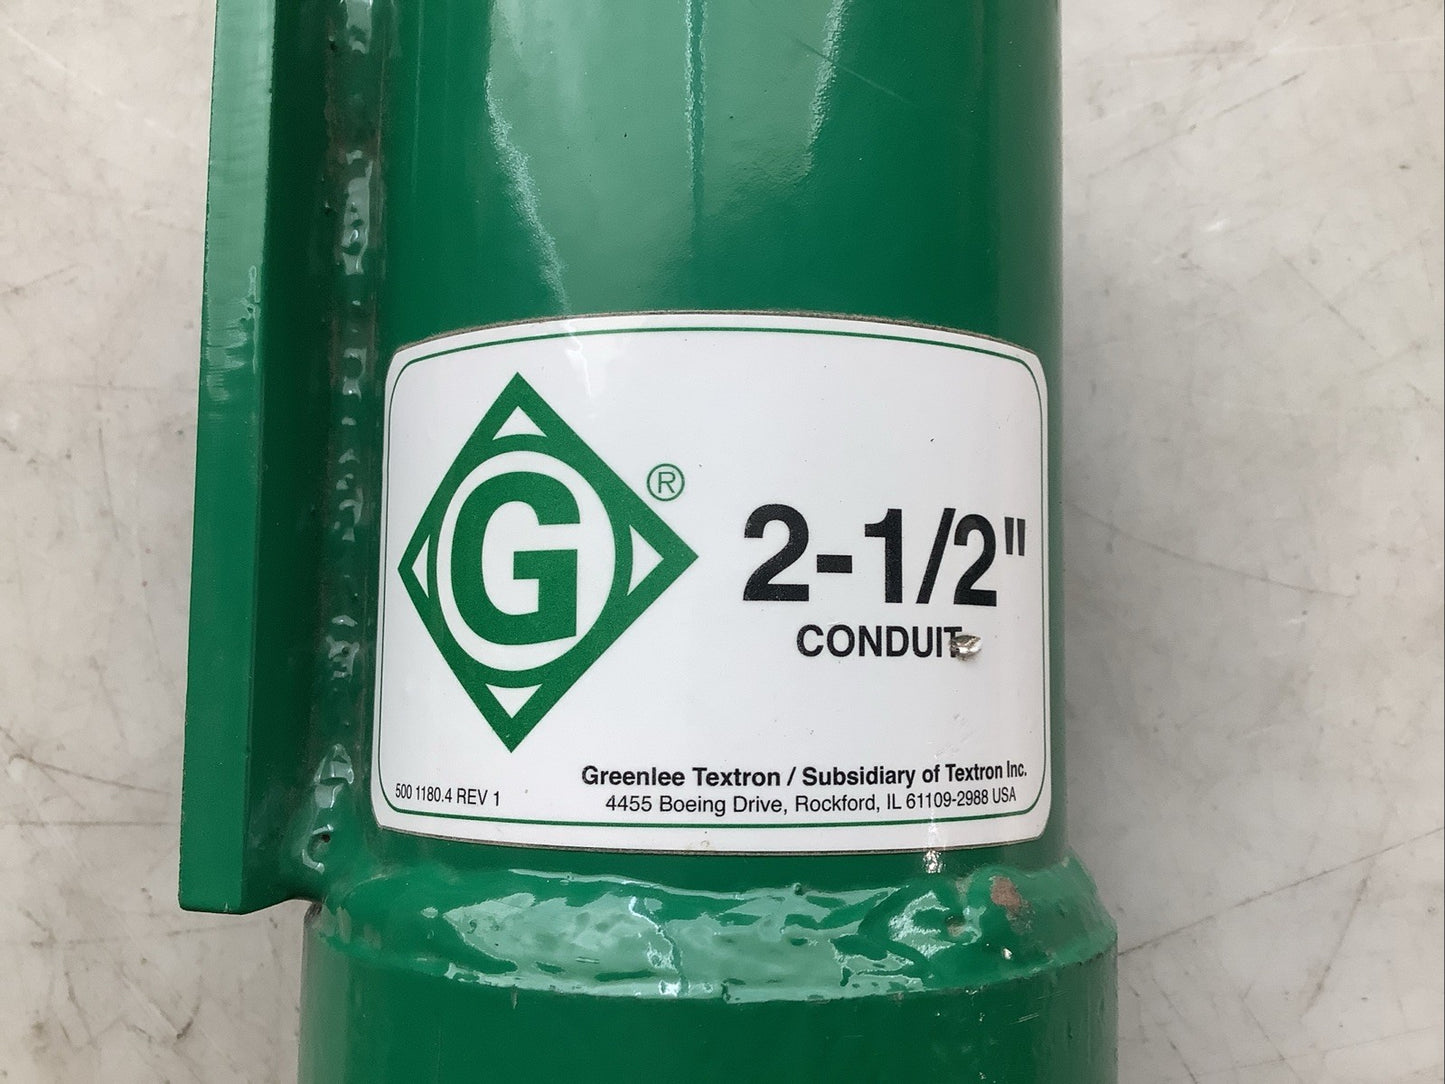 G ®
2-1/2"
CONDUIT
Greenlee Textron / Subsidiary of Textron Inc.
500 1180.4 REV 1
4455 Boeing Drive, Rockford, IL 61109-2988 USA